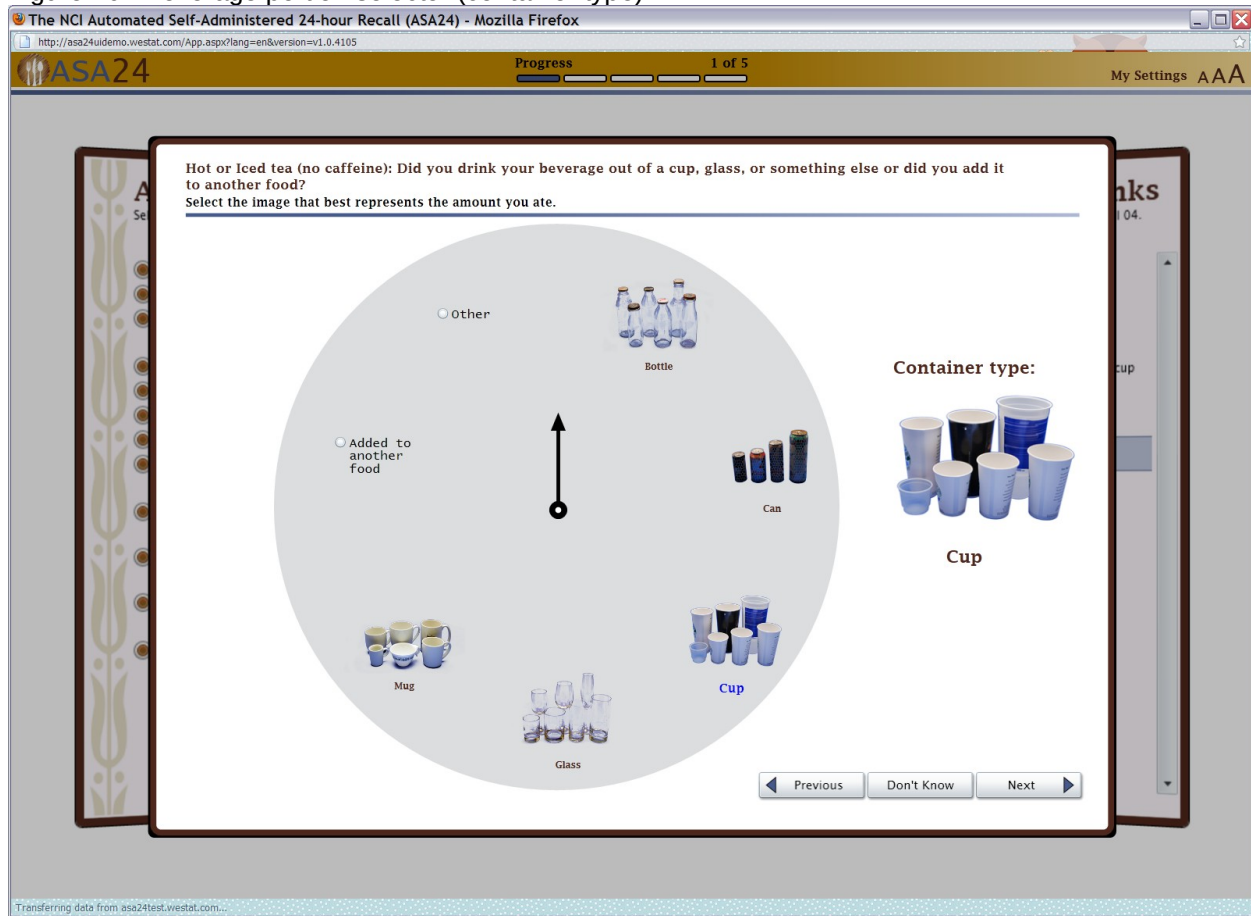 The NCI Automated Self-Administered 24-hour Recall (ASA24) - Mozilla Firefox
http://asa24uidemo.westat.com/App.aspx?lang=en&version=v1.0.4105
ASA24
Progress 1 of 5
My Settings A A A
Hot or Iced tea (no caffeine): Did you drink your beverage out of a cup, glass, or something else or did you add it
to another food?
Select the image that best represents the amount you ate.
A
Sel
nks
l 04.
Other
Bottle
Container type:
cup
Added to
another
food
Can
Cup
Mug
Cup
Glass
Previous
Don't Know
Next
Transferring data from asa24test.westat.com...